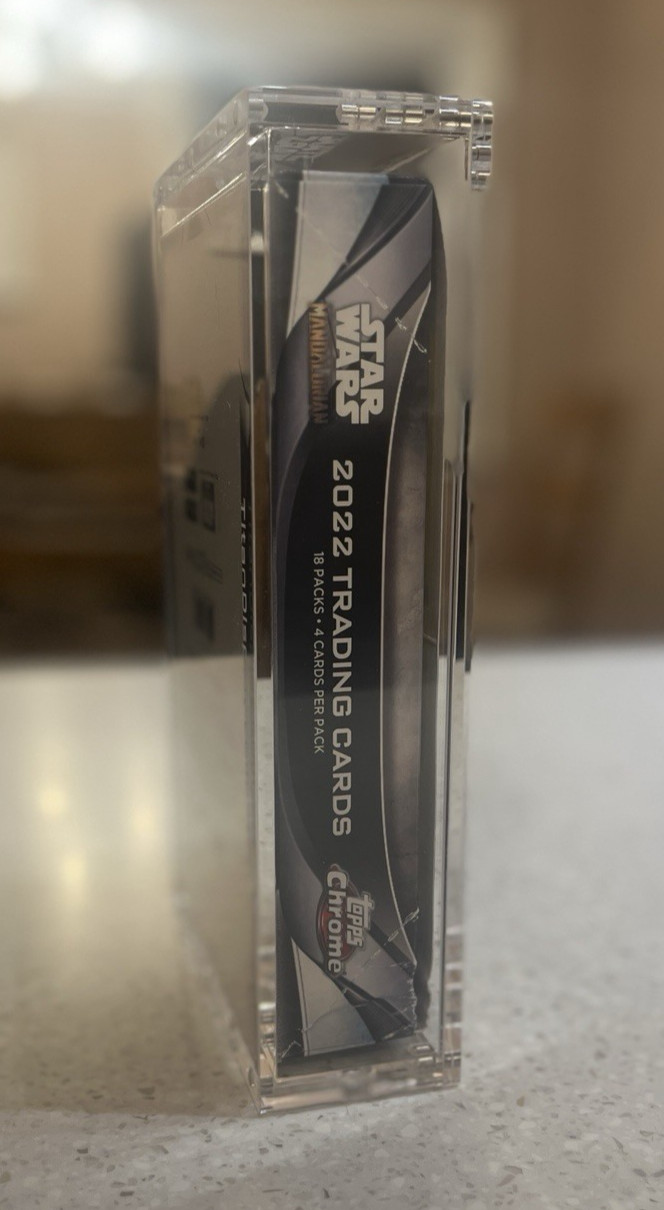 STAR
WARS
MANDALORIAN
2022 TRADING CARDS
18 PACKS • 4 CARDS PER PACK
Topps
Chrome